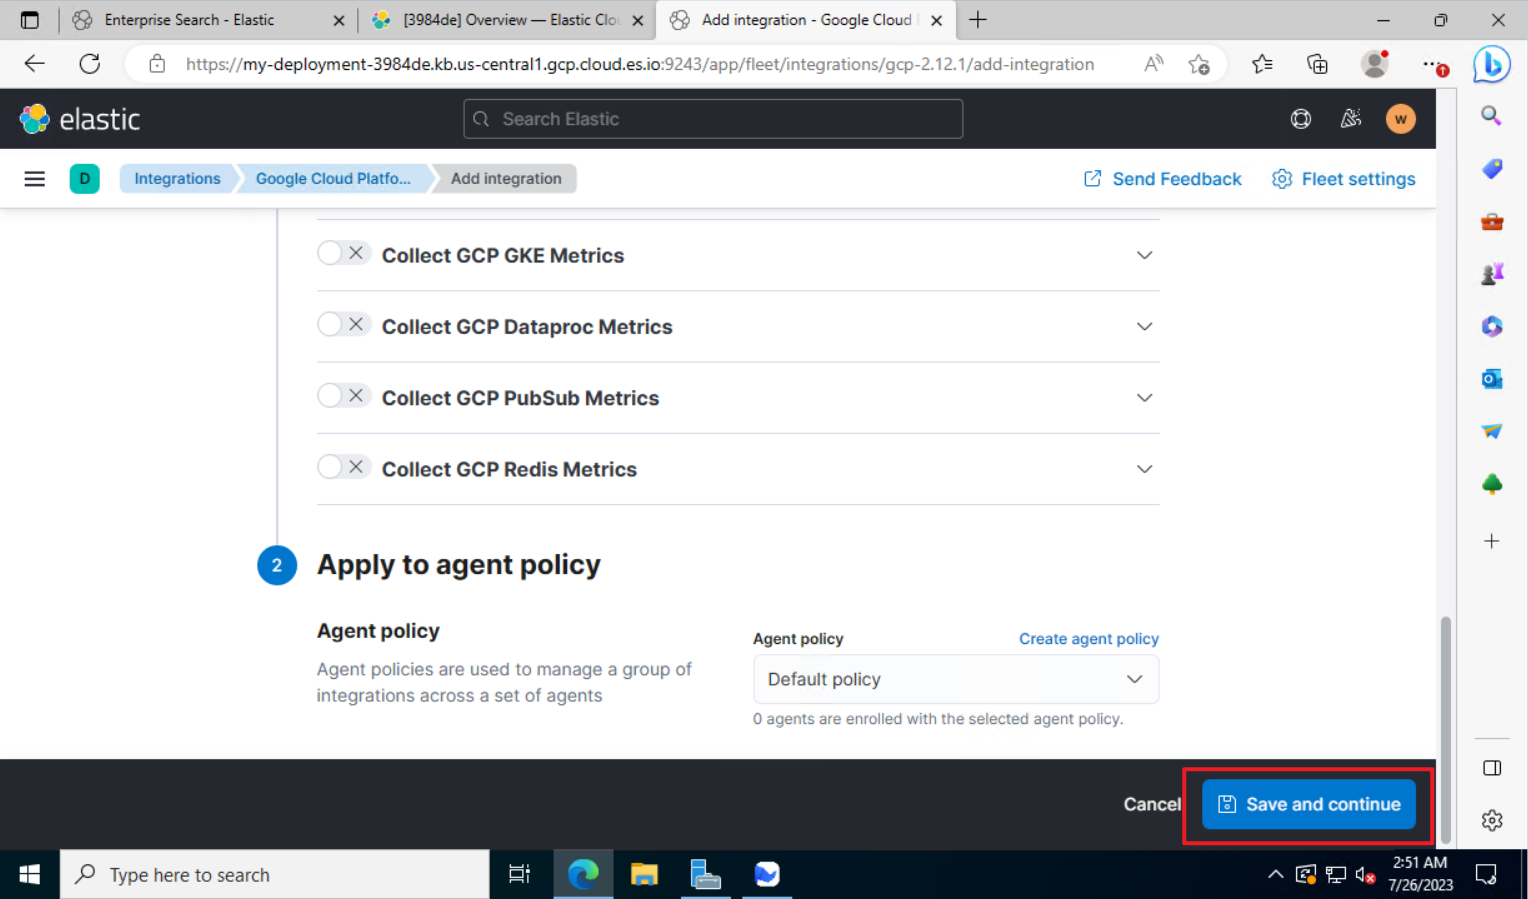 Enterprise Search - Elastic
[3984de] Overview — Elastic Clo
Add integration - Google Cloud
https://my-deployment-3984de.kb.us-central1.gcp.cloud.es.io:9243/app/fleet/integrations/gcp-2.12.1/add-integration
elastic
Search Elastic
W
D
Integrations
Google Cloud Platfo...
Add integration
Send Feedback
Fleet settings
Collect GCP GKE Metrics
Collect GCP Dataproc Metrics
Collect GCP PubSub Metrics
Collect GCP Redis Metrics
2
Apply to agent policy
Agent policy
Agent policies are used to manage a group of
integrations across a set of agents
Agent policy
Create agent policy
Default policy
0 agents are enrolled with the selected agent policy.
Cancel
Save and continue
Type here to search
2:51 AM
7/26/2023